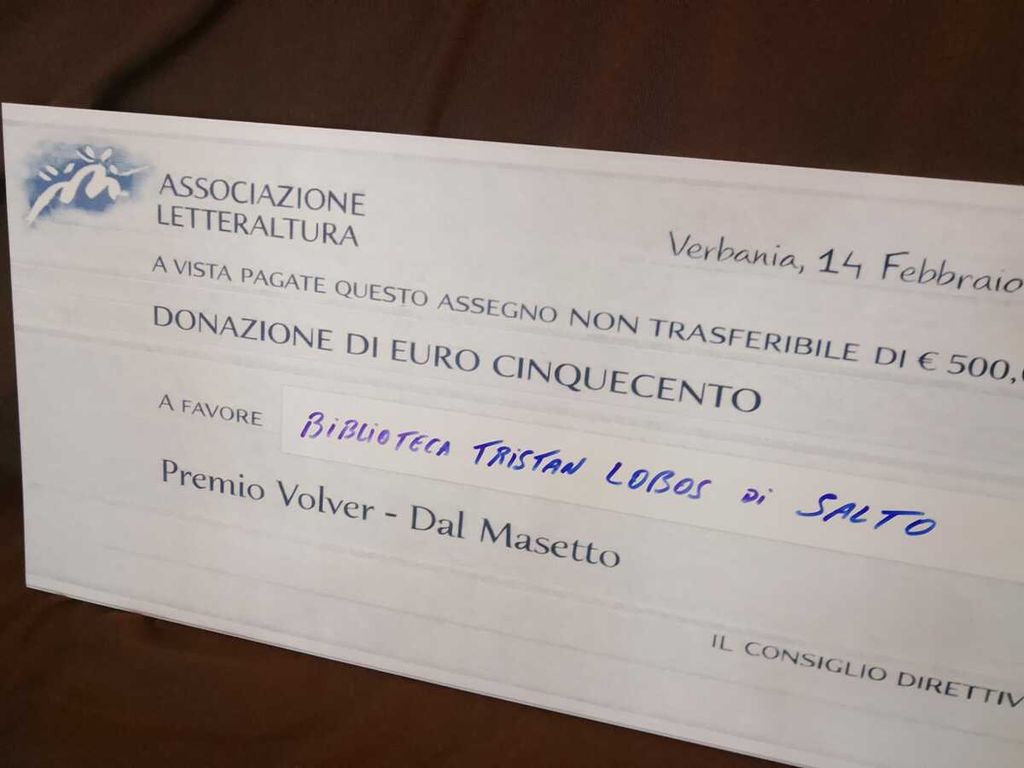 ASSOCIAZIONE
LETTERALTURA
Verbania, 14 Febbraio
A VISTA PAGATE QUESTO ASSEGNO NON TRASFERIBILE DI € 500,
DONAZIONE DI EURO CINQUECENTO
A FAVORE BIBLIOTECA TRISTAN LOBOS DI SALTO
Premio Volver - Dal Masetto
IL CONSIGLIO DIRETTIV